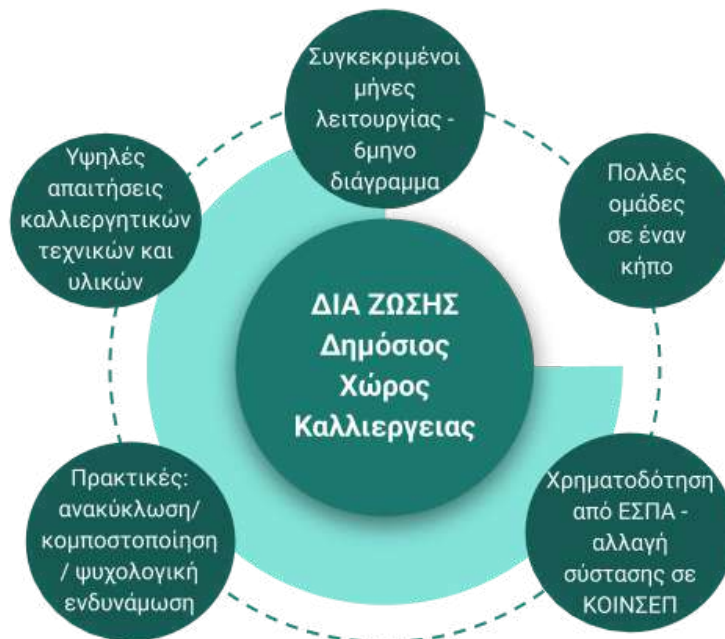 Συγκεκριμένοι
μήνες
λειτουργίας -
6μηνο
διάγραμμα
Υψηλές
απαιτήσεις
καλλιεργητικών
τεχνικών και
υλικών
Πολλές
ομάδες
σε έναν
κήπο
ΔΙΑ ΖΩΣΗΣ
Δημόσιος
Χώρος
Καλλιεργειας
Πρακτικές:
ανακύκλωση/
κομποστοποίηση
/ ψυχολογική
ενδυνάμωση
Χρηματοδότηση
από ΕΣΠΑ -
αλλαγή
σύστασης σε
ΚΟΙΝΣΕΠ